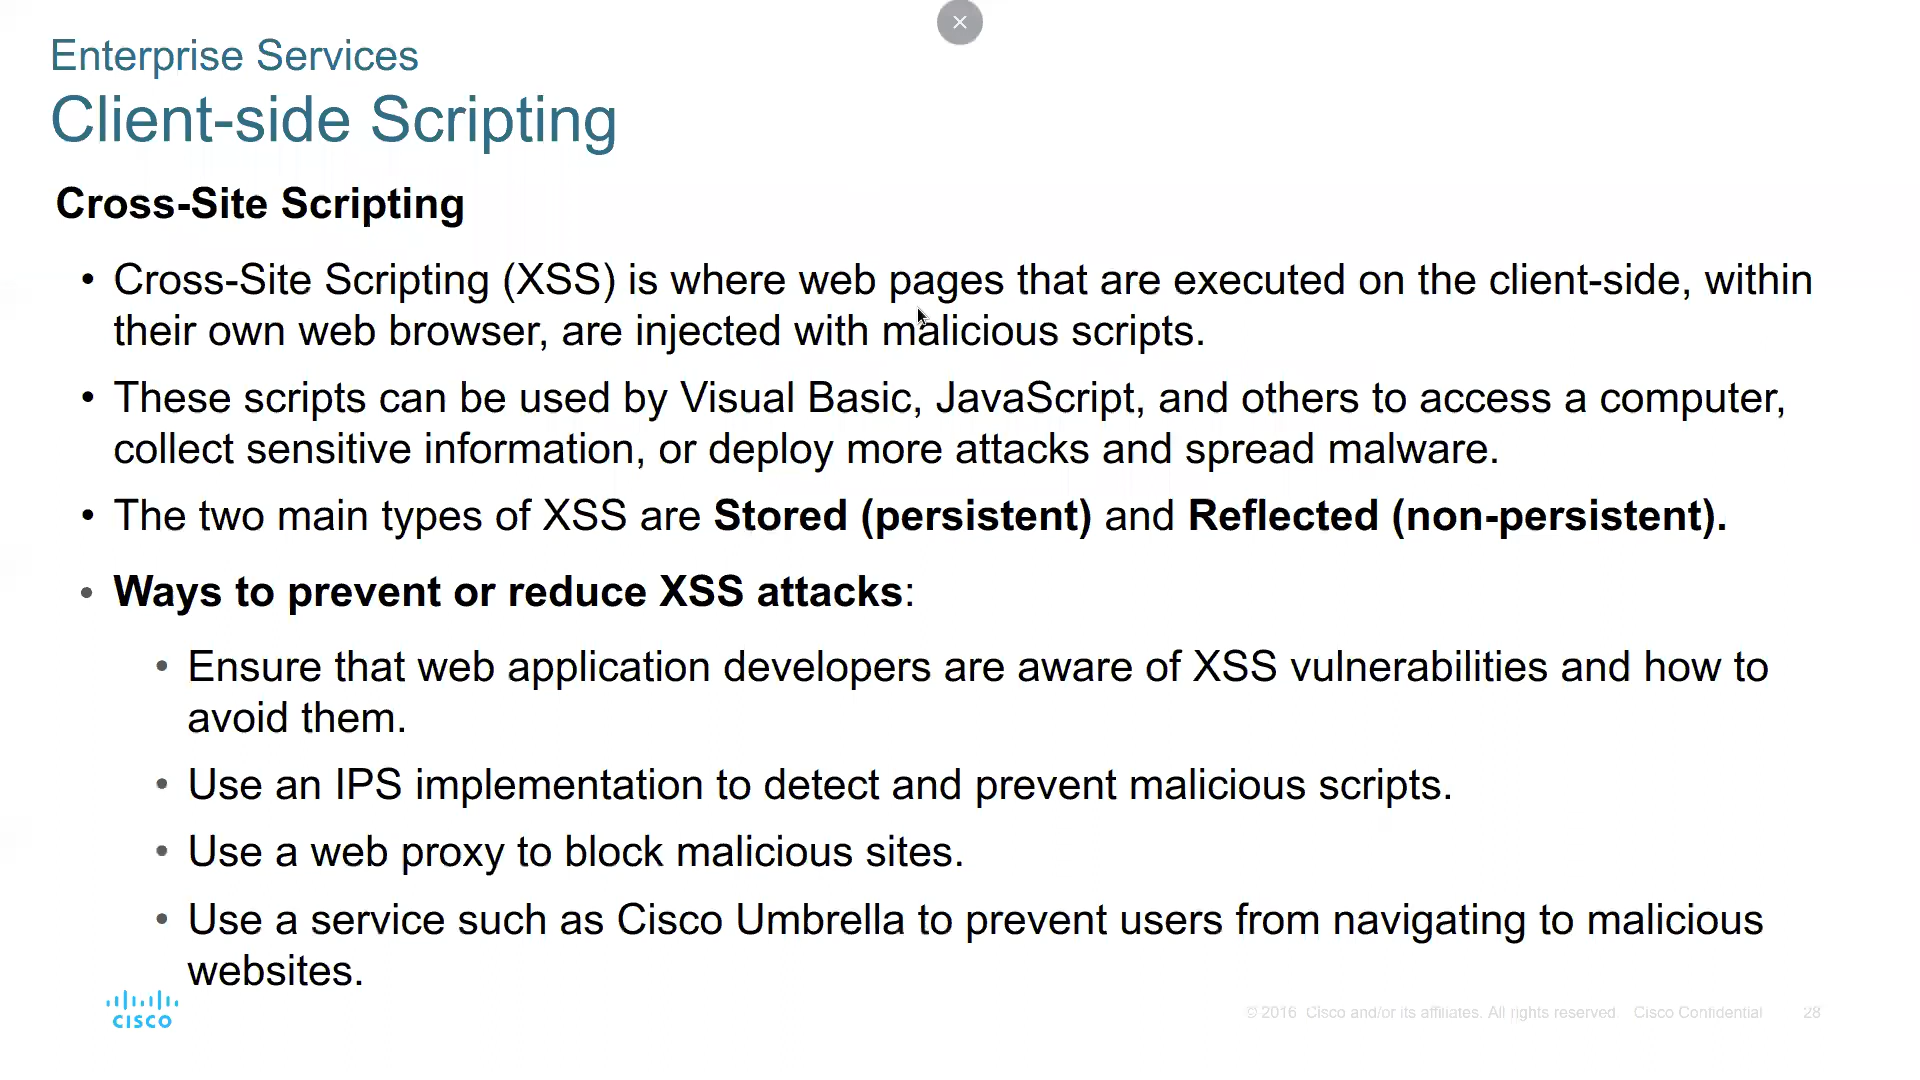 Enterprise Services
Client-side Scripting
Cross-Site Scripting
• Cross-Site Scripting (XSS) is where web pages that are executed on the client-side, within
their own web browser, are injected with malicious scripts.
• These scripts can be used by Visual Basic, JavaScript, and others to access a computer,
collect sensitive information, or deploy more attacks and spread malware.
• The two main types of XSS are Stored (persistent) and Reflected (non-persistent).
• Ways to prevent or reduce XSS attacks:
• Ensure that web application developers are aware of XSS vulnerabilities and how to
avoid them.
• Use an IPS implementation to detect and prevent malicious scripts.
• Use a web proxy to block malicious sites.
• Use a service such as Cisco Umbrella to prevent users from navigating to malicious
websites.
CISCO
© 2016 Cisco and/or its affiliates. All rights reserved. Cisco Confidential 28